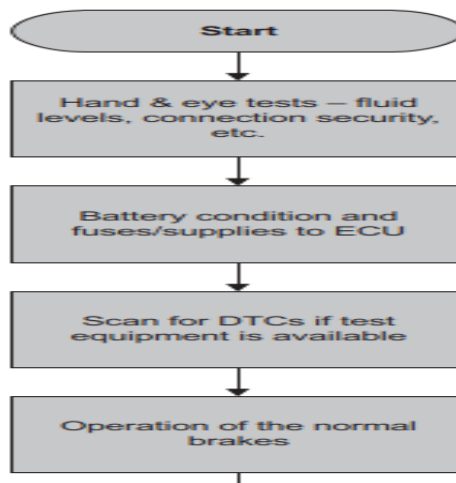 Start
Hand & eye tests – fluid
levels, connection security,
etc.
Battery condition and
fuses/supplies to ECU
Scan for DTCs if test
equipment is available
Operation of the normal
brakes